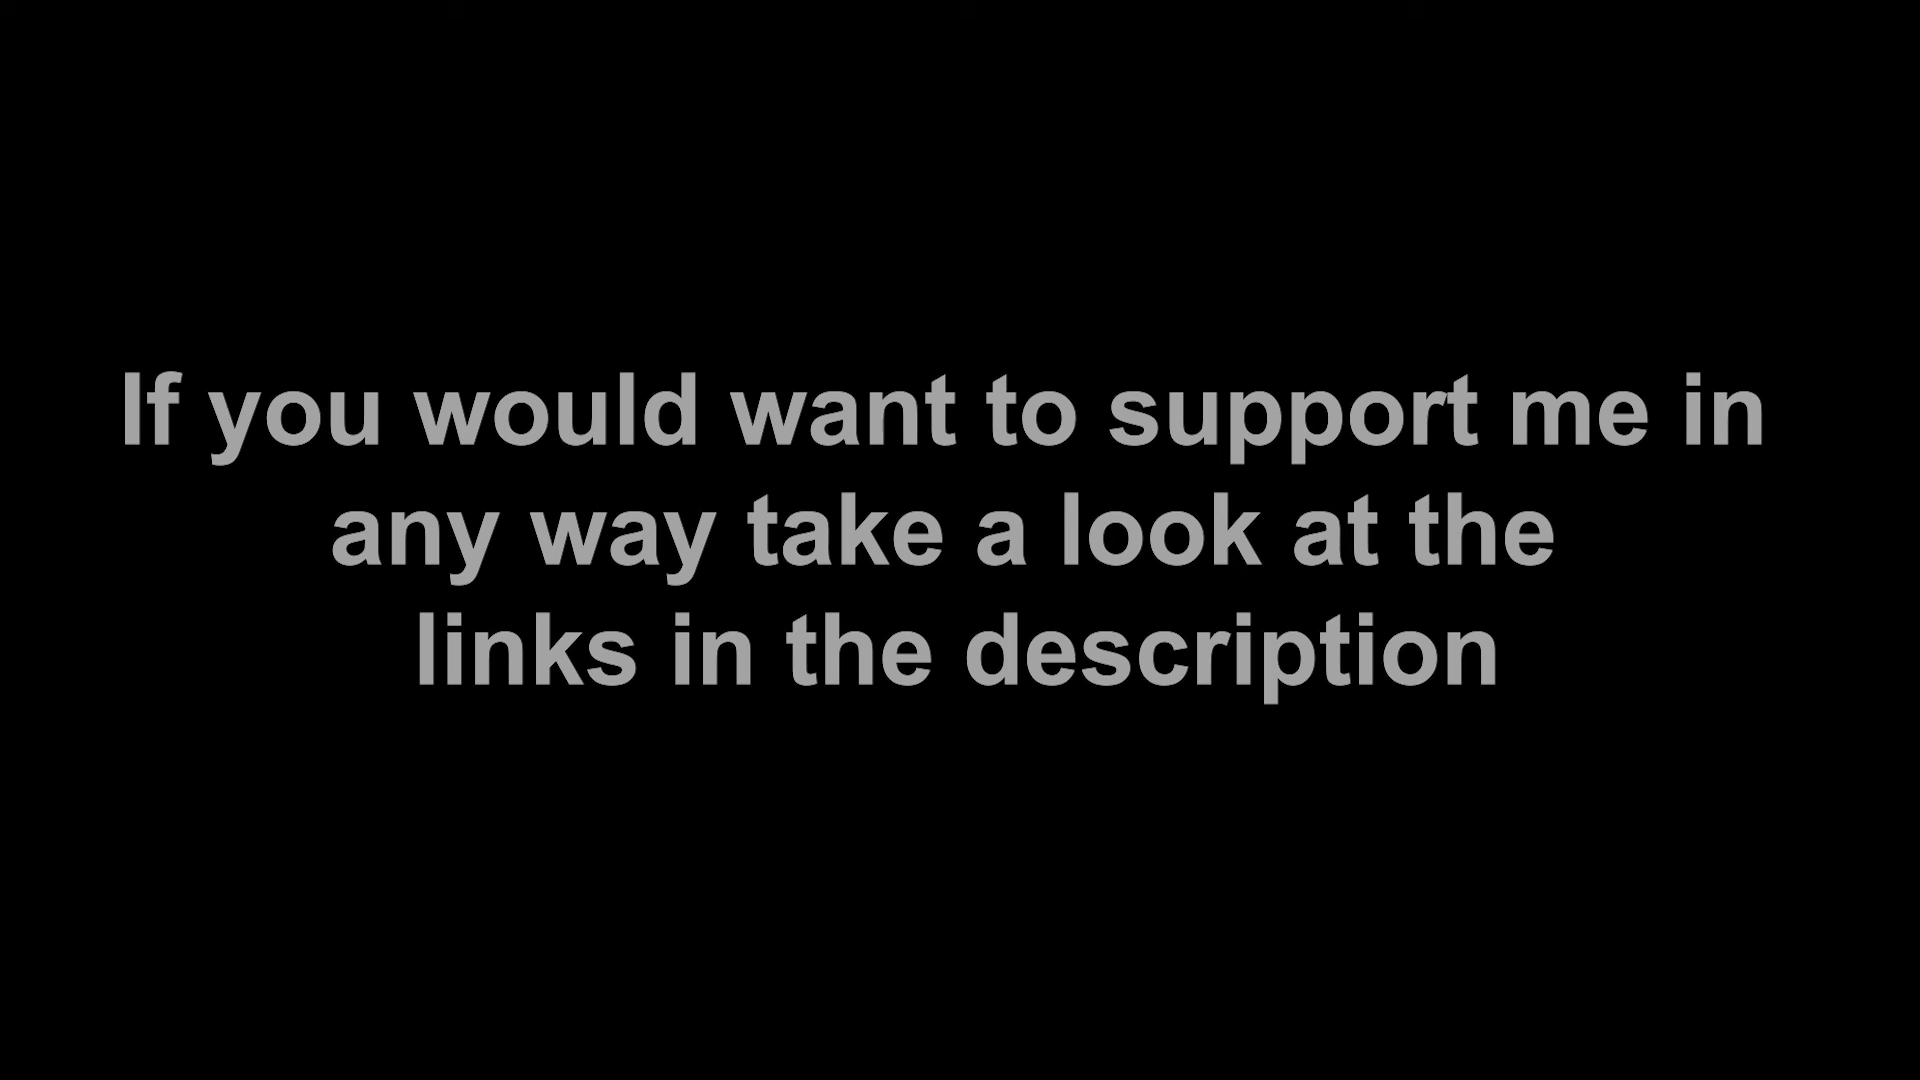 If you would want to support me in
any way take a look at the
links in the description